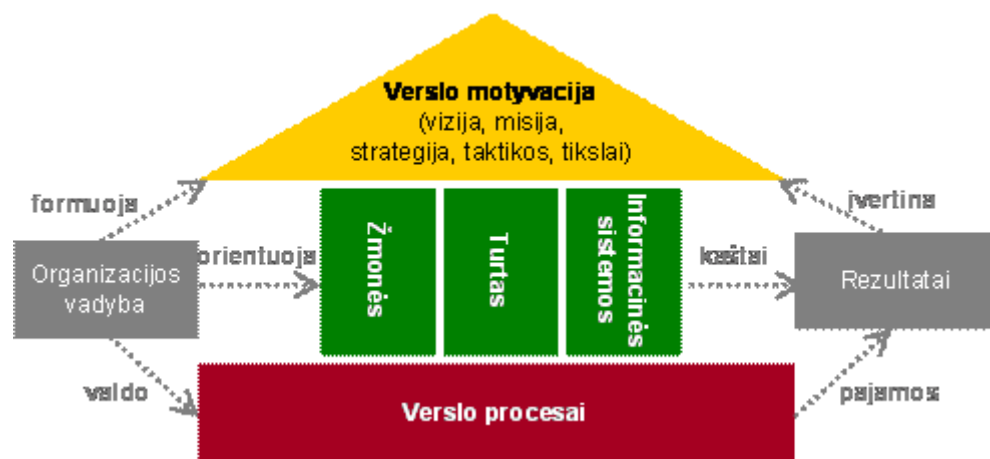 Verslo motyvacija
(vizija, misija,
strategija, taktikos, tikslai)
formuoja
įvertina
Organizacijos
vadyba
orientuoja
Žmonės
Turtas
Informacinės
sistemos
kaštai
Rezultatai
valdo
Verslo procesai
pajamos